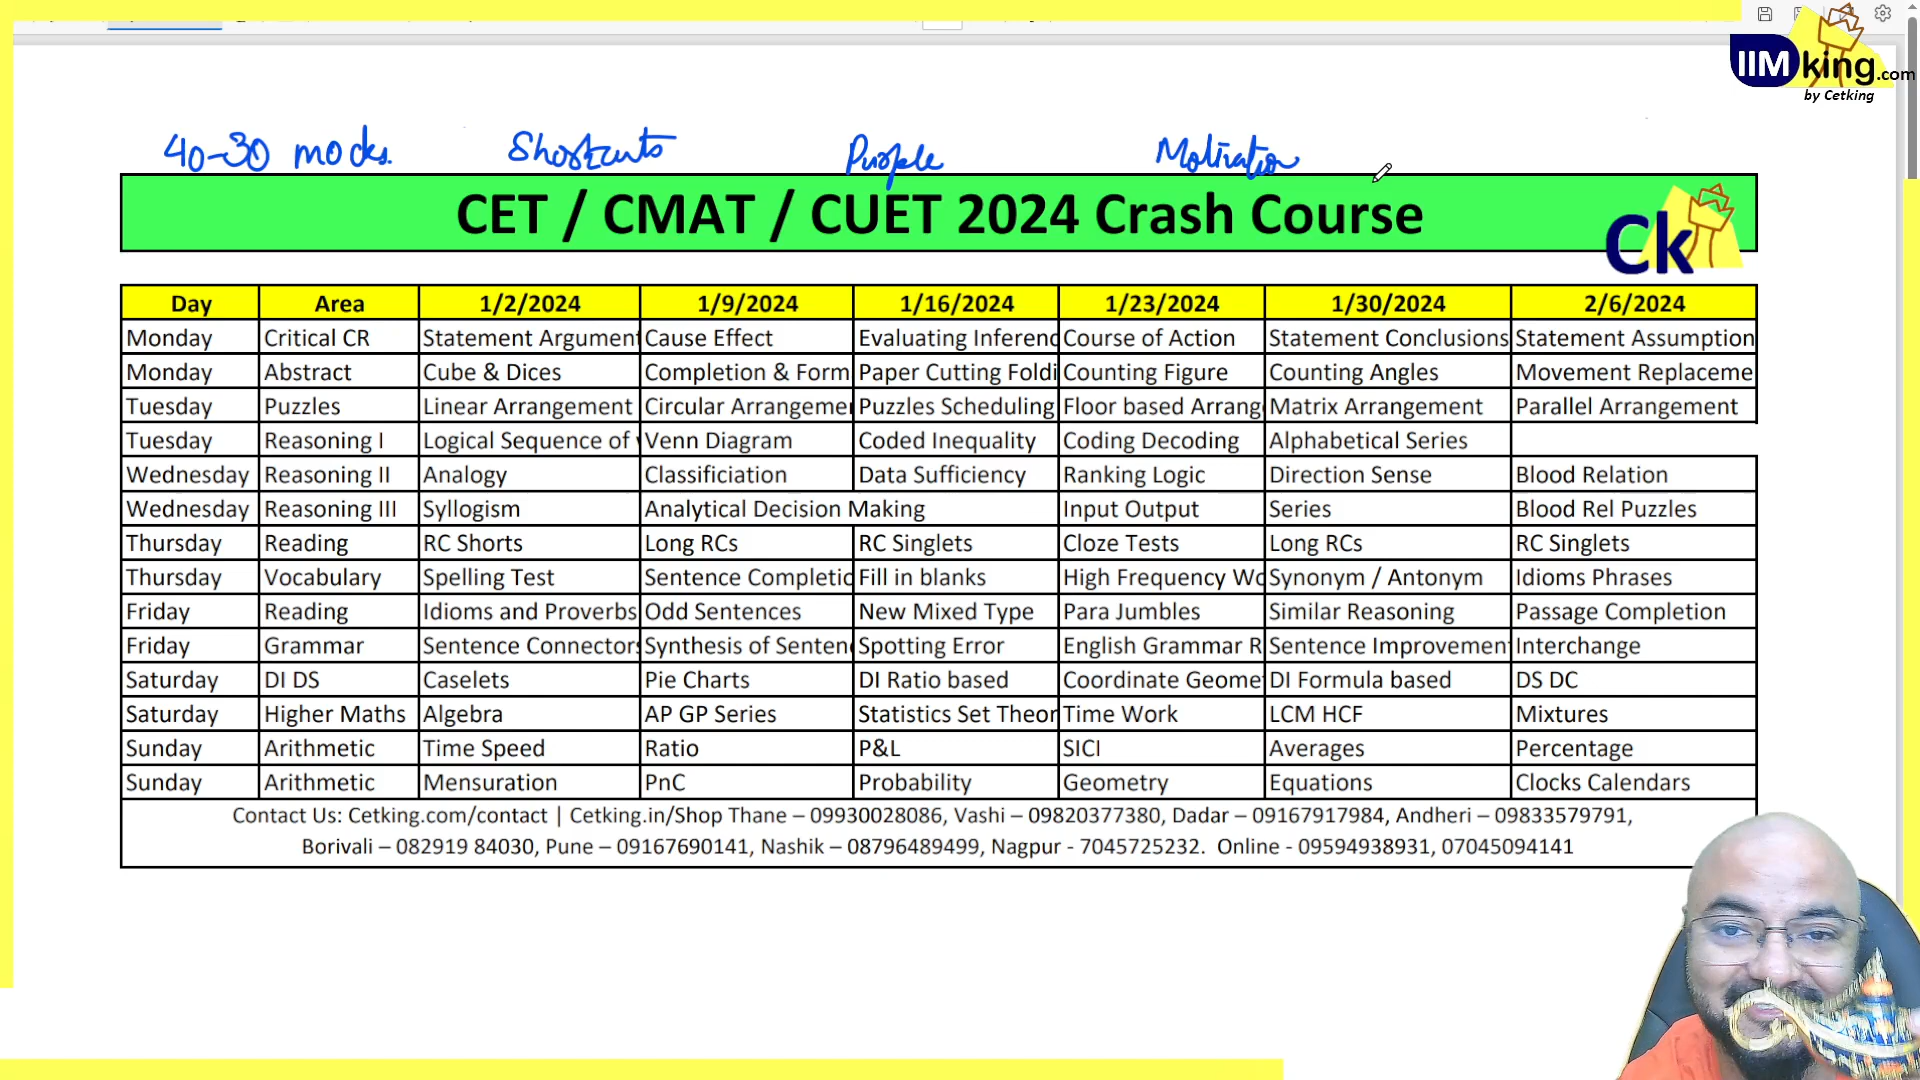 IIM king.com
by Cetking
40-30 mocks. Shortcuts Purple Motivation
CET / CMAT / CUET 2024 Crash Course
Ck
Day Area 1/2/2024 1/9/2024 1/16/2024 1/23/2024 1/30/2024 2/6/2024
Monday Critical CR Statement Argument Cause Effect Evaluating Inferenc Course of Action Statement Conclusions Statement Assumption
Monday Abstract Cube & Dices Completion & Form Paper Cutting Foldi Counting Figure Counting Angles Movement Replaceme
Tuesday Puzzles Linear Arrangement Circular Arrangemen Puzzles Scheduling Floor based Arrang Matrix Arrangement Parallel Arrangement
Tuesday Reasoning I Logical Sequence of Venn Diagram Coded Inequality Coding Decoding Alphabetical Series
Wednesday Reasoning II Analogy Classificiation Data Sufficiency Ranking Logic Direction Sense Blood Relation
Wednesday Reasoning III Syllogism Analytical Decision Making Input Output Series Blood Rel Puzzles
Thursday Reading RC Shorts Long RCs RC Singlets Cloze Tests Long RCs RC Singlets
Thursday Vocabulary Spelling Test Sentence Completic Fill in blanks High Frequency Wo Synonym / Antonym Idioms Phrases
Friday Reading Idioms and Proverbs Odd Sentences New Mixed Type Para Jumbles Similar Reasoning Passage Completion
Friday Grammar Sentence Connectors Synthesis of Senten Spotting Error English Grammar R Sentence Improvement Interchange
Saturday DI DS Caselets Pie Charts DI Ratio based Coordinate Geome DI Formula based DS DC
Saturday Higher Maths Algebra AP GP Series Statistics Set Theor Time Work LCM HCF Mixtures
Sunday Arithmetic Time Speed Ratio P&L SICI Averages Percentage
Sunday Arithmetic Mensuration PnC Probability Geometry Equations Clocks Calendars
Contact Us: Cetking.com/contact | Cetking.in/Shop Thane – 09930028086, Vashi – 09820377380, Dadar – 09167917984, Andheri – 09833579791,
Borivali – 082919 84030, Pune – 09167690141, Nashik – 08796489499, Nagpur - 7045725232. Online - 09594938931, 07045094141